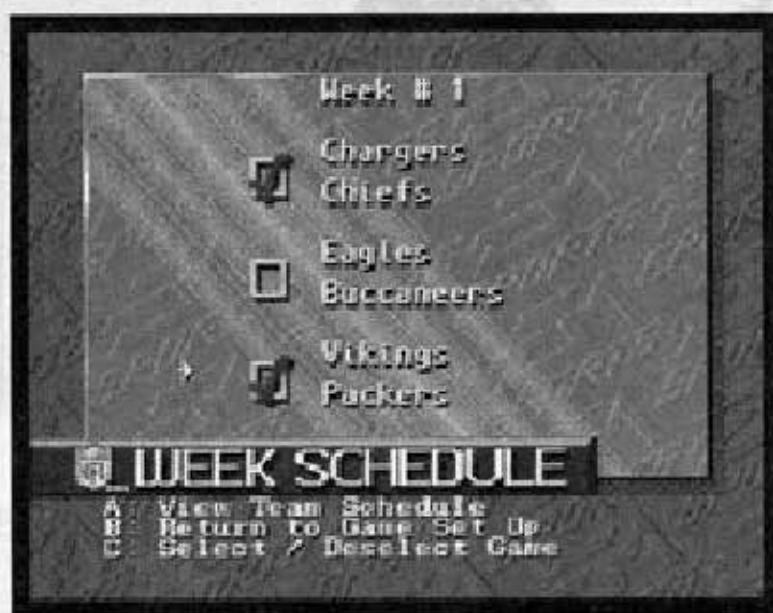 Week # 1
Chargers
Chiefs
Eagles
Buccaneers
Vikings
Packers
WEEK SCHEDULE
A: View Team Schedule
B: Return to Game Set Up
C: Select / Deselect Game